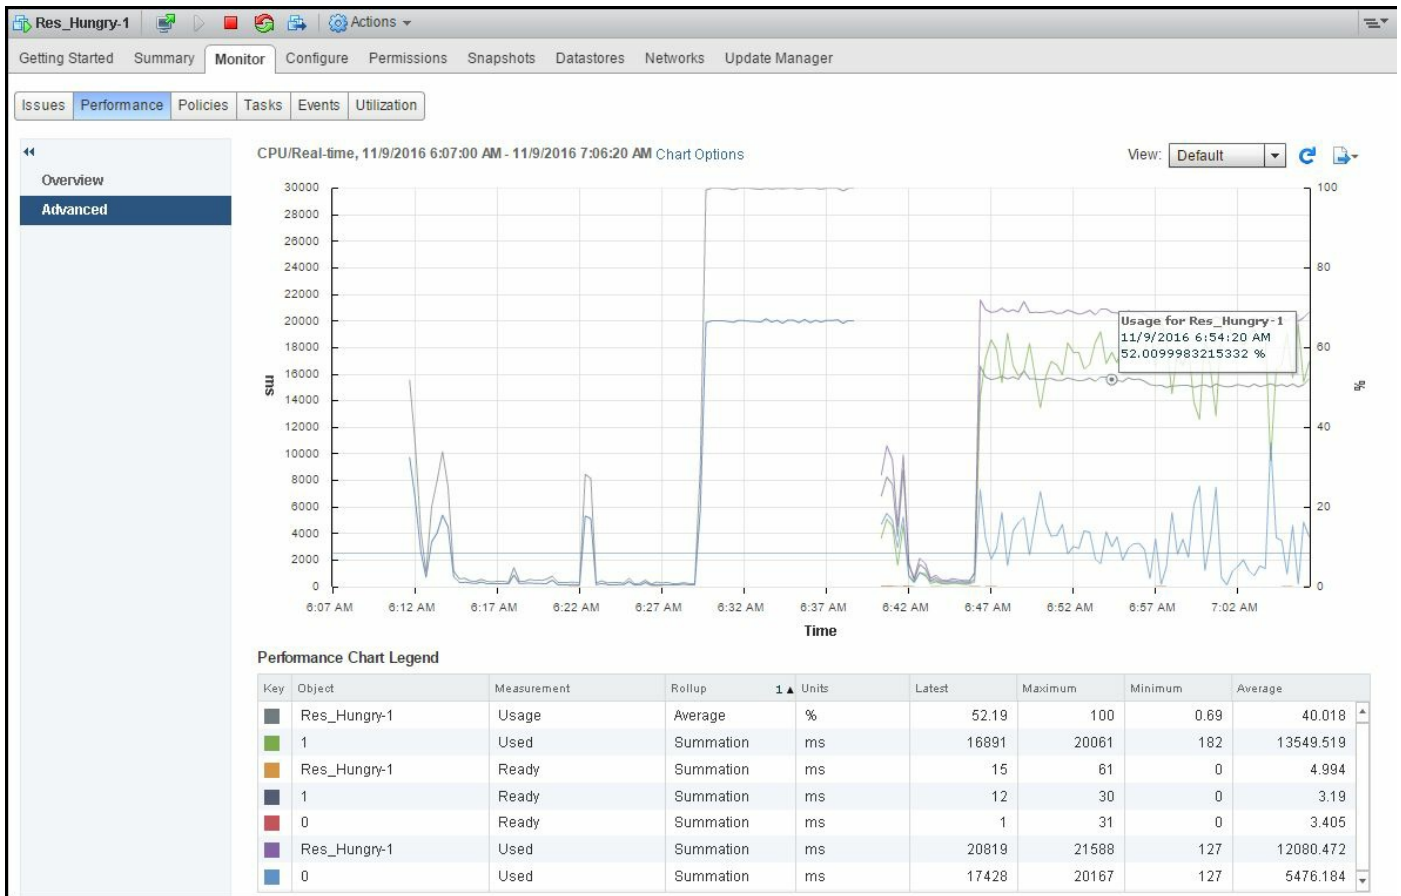 Res_Hungry-1 Actions
Getting Started Summary Monitor Configure Permissions Snapshots Datastores Networks Update Manager
Issues Performance Policies Tasks Events Utilization
Overview
Advanced
CPU/Real-time, 11/9/2016 6:07:00 AM - 11/9/2016 7:06:20 AM Chart Options
View: Default
30000
28000
26000
24000
22000
20000
18000
16000
14000
12000
10000
8000
6000
4000
2000
0
ms
100
80
60
40
20
0
%
Usage for Res_Hungry-1
11/9/2016 6:54:20 AM
52.0099983215332 %
6:07 AM 6:12 AM 6:17 AM 6:22 AM 6:27 AM 6:32 AM 6:37 AM 6:42 AM 6:47 AM 6:52 AM 6:57 AM 7:02 AM
Time
Performance Chart Legend
Key Object Measurement Rollup 1 Units Latest Maximum Minimum Average
Res_Hungry-1 Usage Average % 52.19 100 0.69 40.018
1 Used Summation ms 16891 20061 182 13549.519
Res_Hungry-1 Ready Summation ms 15 61 0 4.994
1 Ready Summation ms 12 30 0 3.19
0 Ready Summation ms 1 31 0 3.405
Res_Hungry-1 Used Summation ms 20819 21588 127 12080.472
0 Used Summation ms 17428 20167 127 5476.184